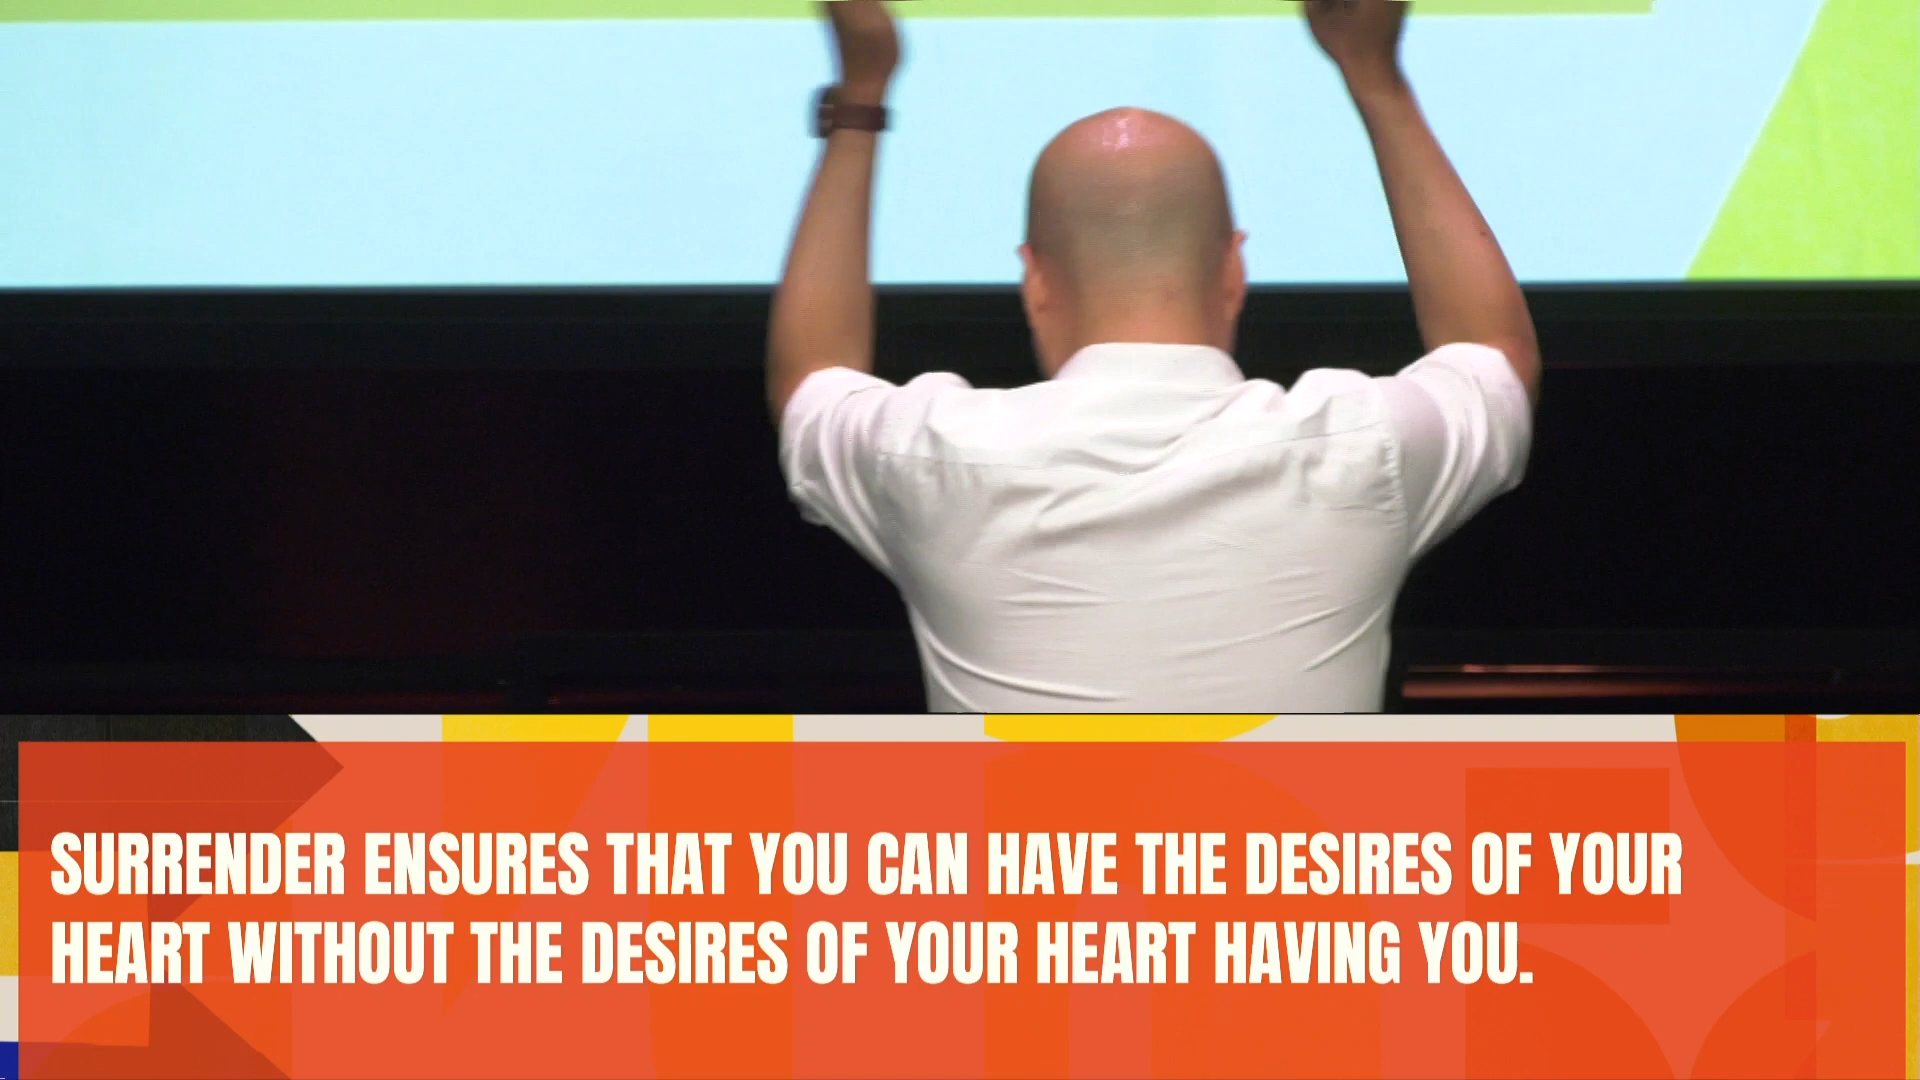 SURRENDER ENSURES THAT YOU CAN HAVE THE DESIRES OF YOUR
HEART WITHOUT THE DESIRES OF YOUR HEART HAVING YOU.